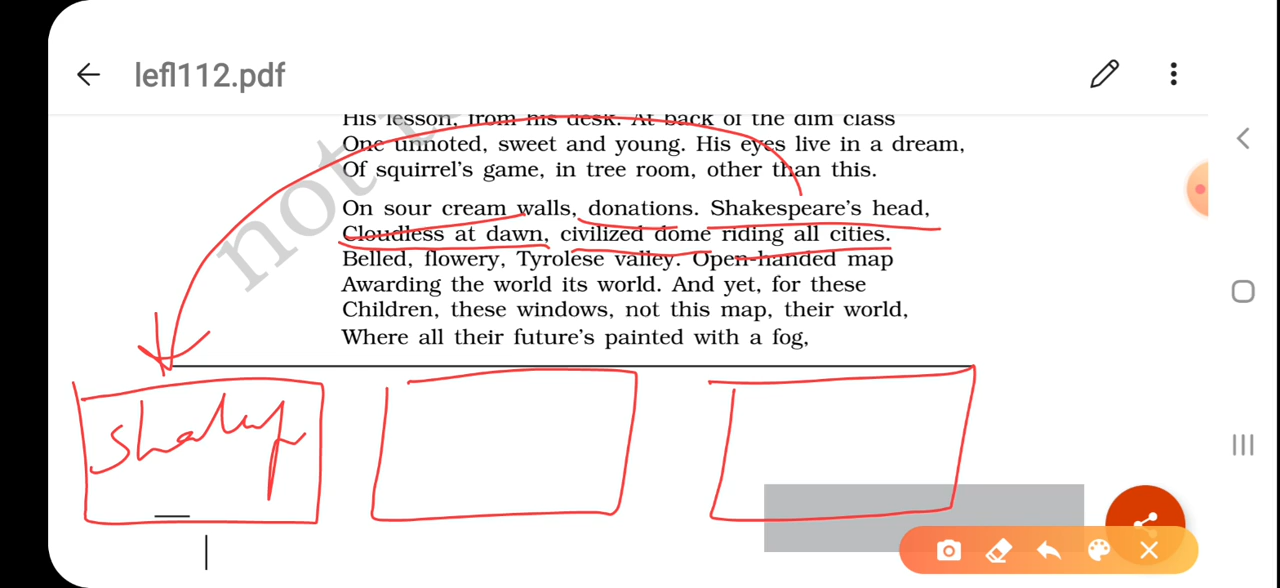 lefl112.pdf
His lesson, from his desk. At back of the dim class
One unnoted, sweet and young. His eyes live in a dream,
Of squirrel's game, in tree room, other than this.
On sour cream walls, donations. Shakespeare's head,
Cloudless at dawn, civilized dome riding all cities.
Belled, flowery, Tyrolese valley. Open-handed map
Awarding the world its world. And yet, for these
Children, these windows, not this map, their world,
Where all their future's painted with a fog,
not